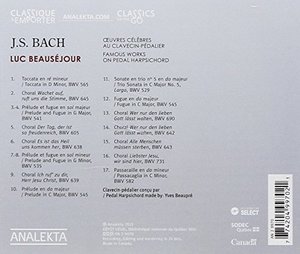 CLASSIQUE
À EMPORTER
ANALEKTA.COM
CLASSICS
GO
J.S. BACH
ŒUVRES CÉLÈBRES
AU CLAVECIN-PÉDALIER
LUC BEAUSÉJOUR
FAMOUS WORKS
ON PEDAL HARPSICHORD
1. Toccata en ré mineur
/ Toccata in D Minor, BWV 565
2. Choral Wachet auf,
ruft uns die Stimme, BWV 645
3-4. Prélude et fugue en sol majeur
/ Prelude and Fugue in G Major,
BWV 541
5. Choral Der Tag, der ist
so freudenreich, BWV 605
6. Choral Es ist das Heil
uns kommen her, BWV 638
7-8. Prélude et fugue en sol mineur
/ Prelude and Fugue in G Minor,
BWV 535
9. Choral Ich ruf' zu dir,
Herr Jesu Christ, BWV 639
10. Prélude en do majeur
/ Prelude in C Major, BWV 545
11. Sonate en trio nº 5 en do majeur
/ Trio Sonata in C Major No. 5,
Largo, BWV 529
12. Fugue en do majeur
/ Fugue in C Major, BWV 545
13. Choral Wer nur den lieben
Gott lässt walten, BWV 690
14. Choral Wer nur den lieben
Gott lässt walten, BWV 642
15. Choral Alle Menschen
müssen sterben, BWV 643
16. Choral Liebster Jesu,
wir sind hier, BWV 731
17. Passacaille en do mineur
/ Passacaglia in C Minor,
BWV 582
Clavecin-pédalier conçu par
/ Pedal Harpsichord made by: Yves Beaupré
ANALEKTA
SELECT
SODEC
Québec
Canada